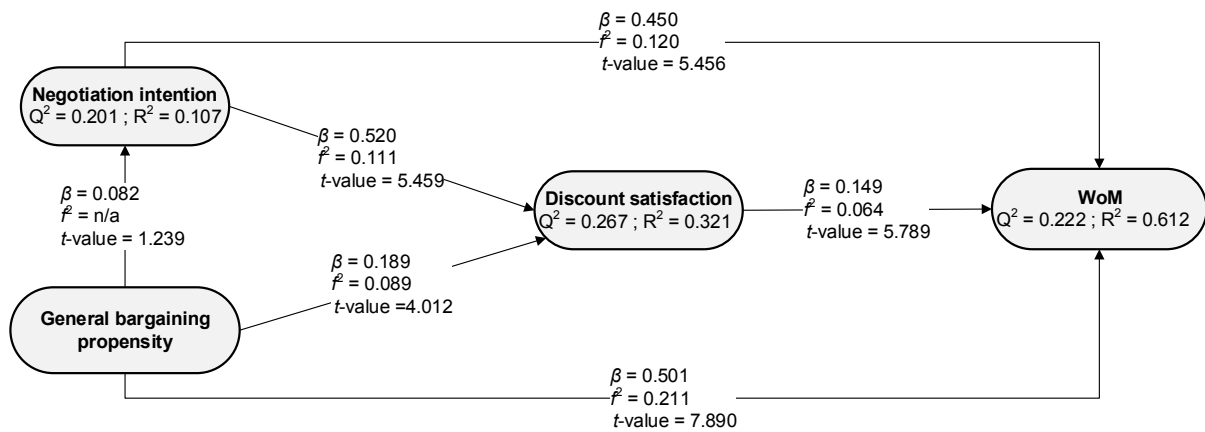 β = 0.450
f² = 0.120
t-value = 5.456
Negotiation intention
Q² = 0.201 ; R² = 0.107
β = 0.520
f² = 0.111
t-value = 5.459
β = 0.082
f² = n/a
t-value = 1.239
Discount satisfaction
Q² = 0.267 ; R² = 0.321
β = 0.149
f² = 0.064
t-value = 5.789
WoM
Q² = 0.222 ; R² = 0.612
β = 0.189
f² = 0.089
t-value =4.012
General bargaining
propensity
β = 0.501
f² = 0.211
t-value = 7.890